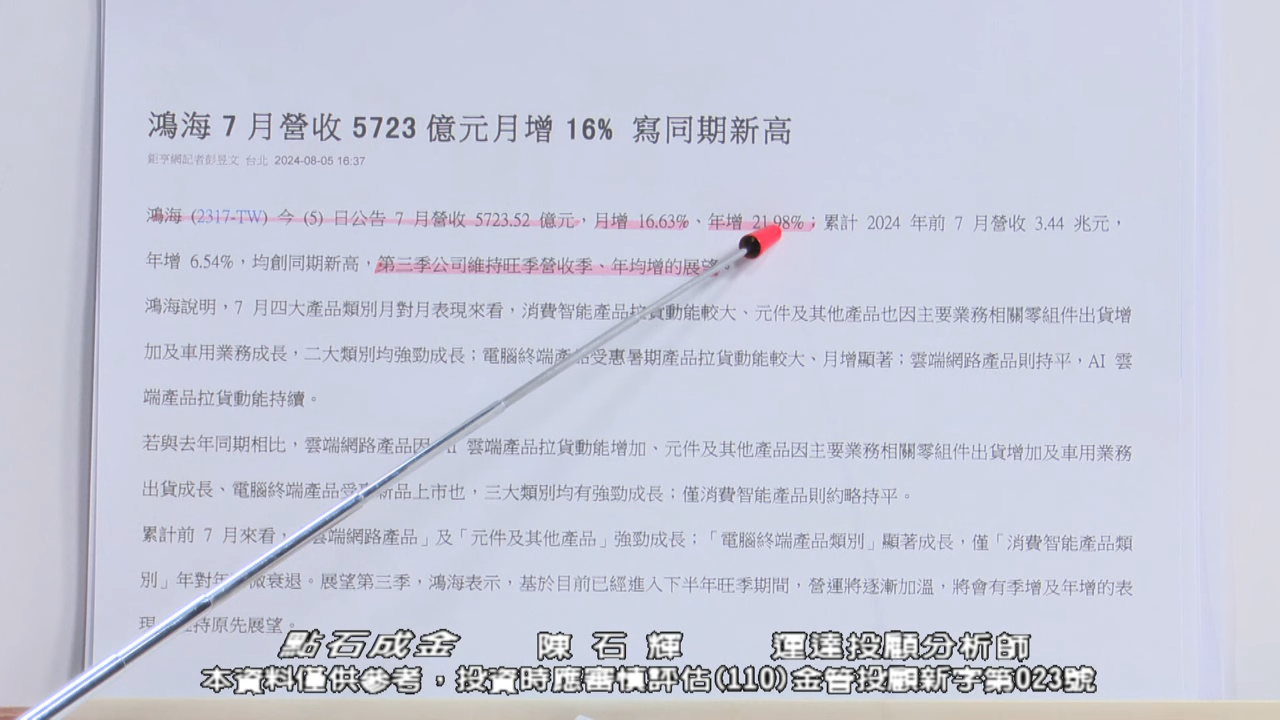 鴻海 7 月營收 5723 億元月增 16% 寫同期新高
鉅亨網記者彭昱文 台北 2024-08-05 16:37
鴻海 (2317-TW) 今 (5) 日公告 7 月營收 5723.52 億元，月增 16.63%、年增 21.98%；累計 2024 年前 7 月營收 3.44 兆元，
年增 6.54%，均創同期新高，第三季公司維持旺季營收季、年均增的展望。
鴻海說明，7 月四大產品類別月對月表現來看，消費智能產品拉貨動能較大、元件及其他產品也因主要業務相關零組件出貨增
加及車用業務成長，二大類別均強勁成長；電腦終端產品受惠暑期產品拉貨動能較大、月增顯著；雲端網路產品則持平，AI 雲
端產品拉貨動能持續。
若與去年同期相比，雲端網路產品因 AI 雲端產品拉貨動能增加、元件及其他產品因主要業務相關零組件出貨增加及車用業務
出貨成長、電腦終端產品受 新品上市也，三大類別均有強勁成長；僅消費智能產品則約略持平。
累計前 7 月來看，「雲端網路產品」及「元件及其他產品」強勁成長；「電腦終端產品類別」顯著成長，僅「消費智能產品類
別」年對年 微衰退。展望第三季，鴻海表示，基於目前已經進入下半年旺季期間，營運將逐漸加溫，將會有季增及年增的表
現 持原先展望。
點石成金 陳石輝 運達投顧分析師
本資料僅供參考，投資時應審慎評估(110)金管投顧新字第023號